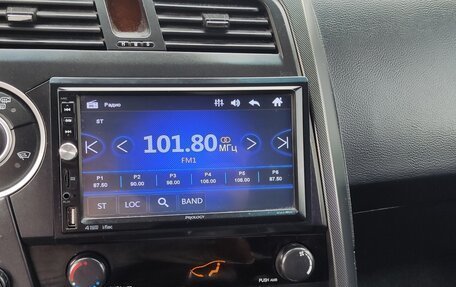 Радио
ST
101.80 МГц
FM1
P1 P2 P3 P4 P5 P6
87.50 90.00 90.00 106.00 108.00 87.50
ST LOC BAND
PROLOGY
PUSH